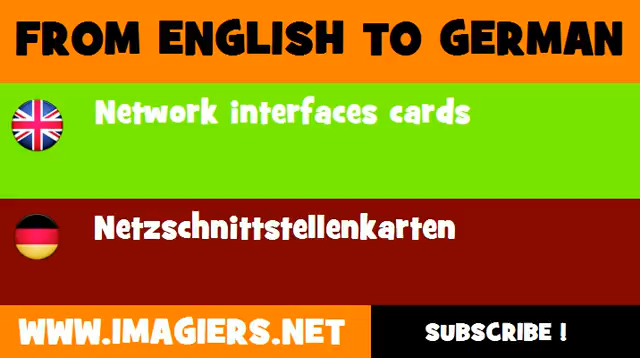 FROM ENGLISH TO GERMAN
Network interfaces cards
Netzschnittstellenkarten
WWW.IMAGIERS.NET
SUBSCRIBE !